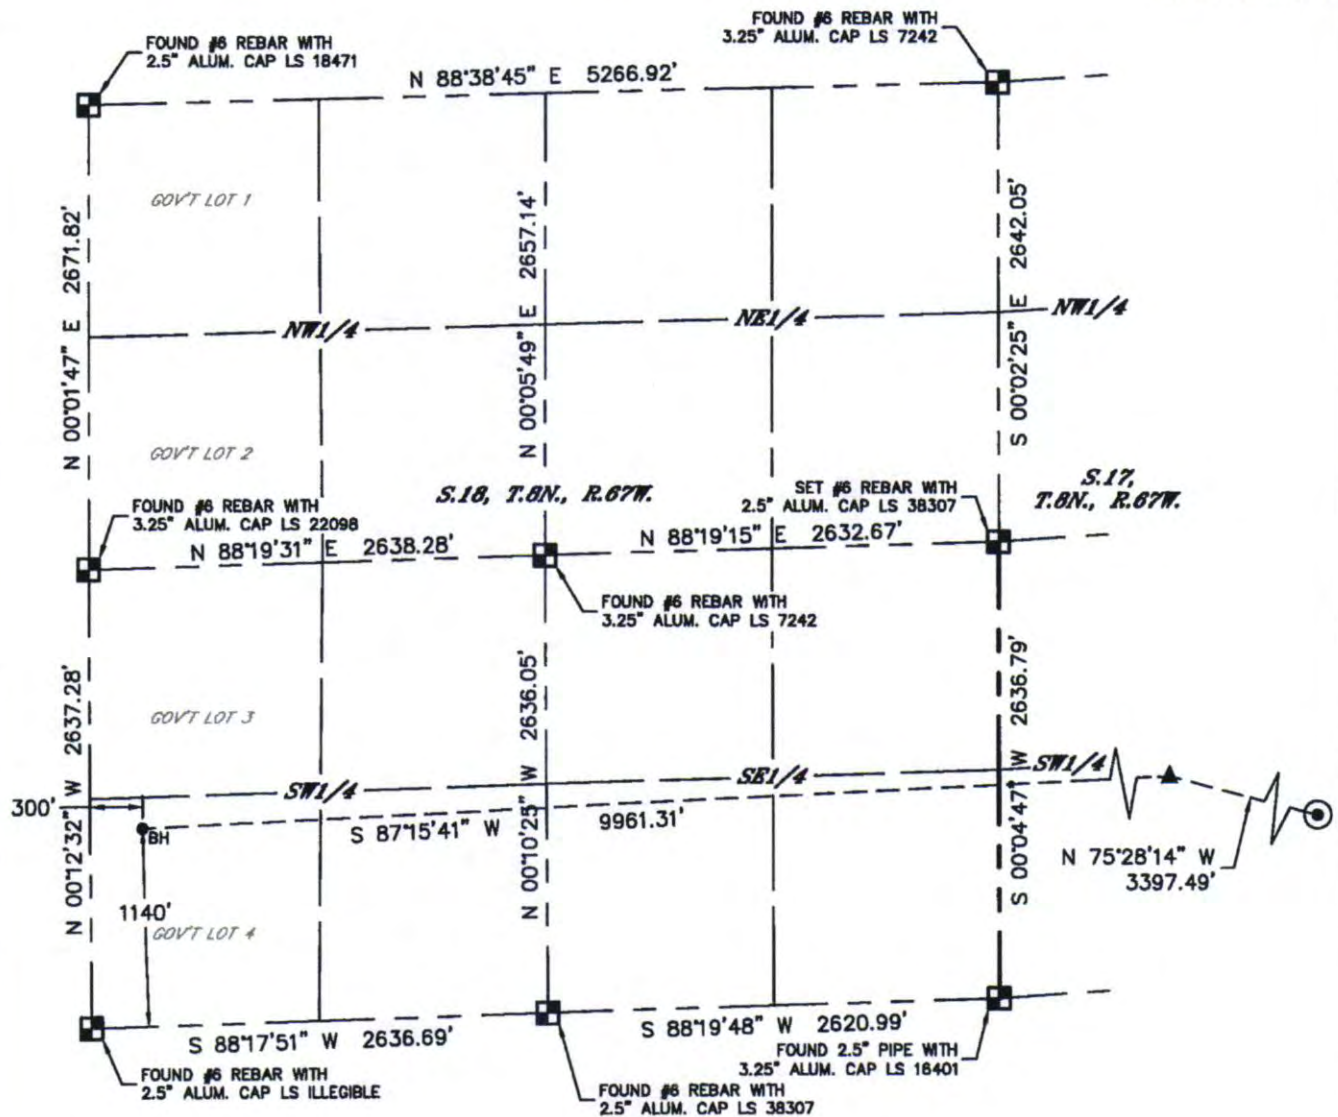 FOUND #6 REBAR WITH
2.5" ALUM. CAP LS 18471
FOUND #6 REBAR WITH
3.25" ALUM. CAP LS 7242
N 88°38'45" E 5266.92'
GOV'T LOT 1
N 00°01'47" E 2671.82'
N 00°05'49" E 2657.14'
S 00°02'25" E 2642.05'
NW1/4
NE1/4
NW1/4
GOV'T LOT 2
S.18, T.8N., R.67W.
S.17,
T.8N., R.67W.
FOUND #6 REBAR WITH
3.25" ALUM. CAP LS 22098
SET #6 REBAR WITH
2.5" ALUM. CAP LS 38307
N 88°19'31" E 2638.28'
N 88°19'15" E 2632.67'
FOUND #6 REBAR WITH
3.25" ALUM. CAP LS 7242
GOV'T LOT 3
N 00°12'32" W 2637.28'
N 00°10'25" W 2636.05'
S 00°04'47" W 2636.79'
SW1/4
SE1/4
SW1/4
300'
BH
S 87°15'41" W 9961.31'
N 75°28'14" W
3397.49'
1140'
GOV'T LOT 4
S 88°17'51" W 2636.69'
S 88°19'48" W 2620.99'
FOUND #6 REBAR WITH
2.5" ALUM. CAP LS ILLEGIBLE
FOUND 2.5" PIPE WITH
3.25" ALUM. CAP LS 16401
FOUND #6 REBAR WITH
2.5" ALUM. CAP LS 38307